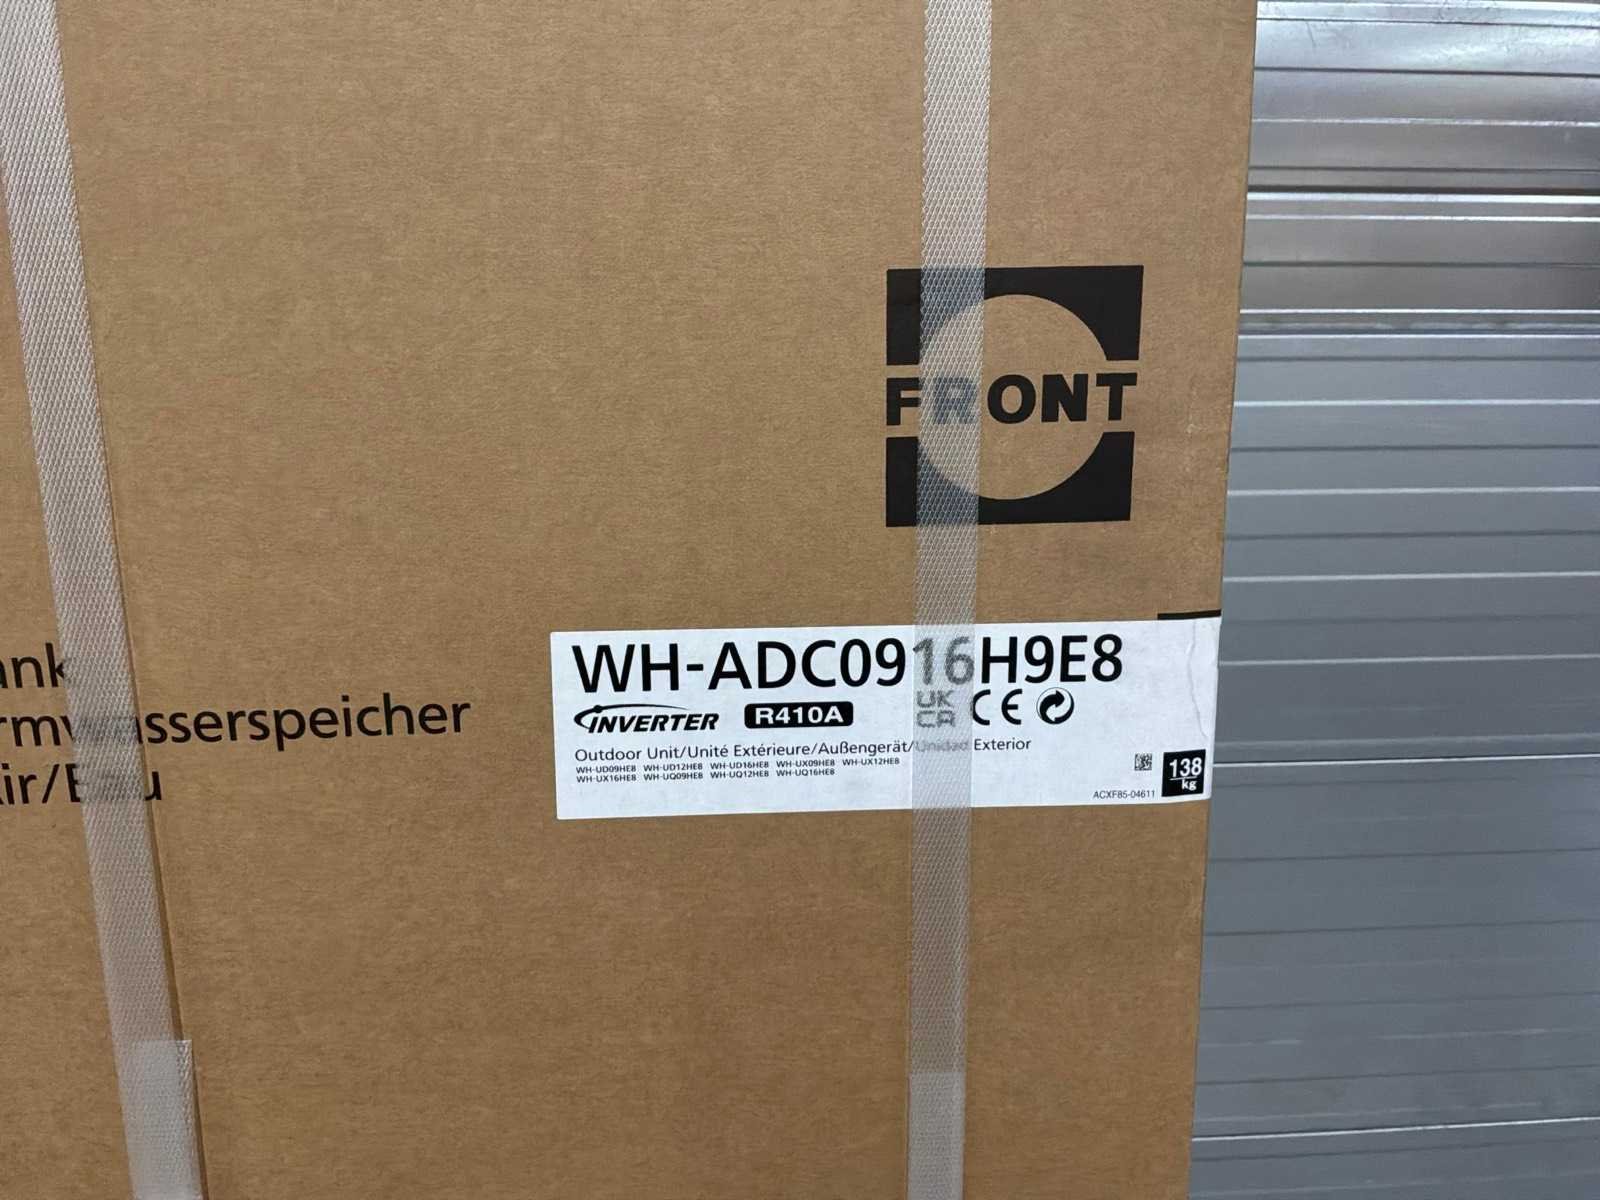 FRONT
ank
rmwasserspeicher
ir/Eau
WH-ADC0916H9E8
INVERTER R410A UK CA CE
Outdoor Unit/Unité Extérieure/Außengerät/Unidad Exterior
WH-UD09HE8 WH-UD12HE8 WH-UD16HE8 WH-UX09HE8 WH-UX12HE8
WH-UX16HE8 WH-UQ09HE8 WH-UQ12HE8 WH-UQ16HE8
ACXF85-04611
138
kg